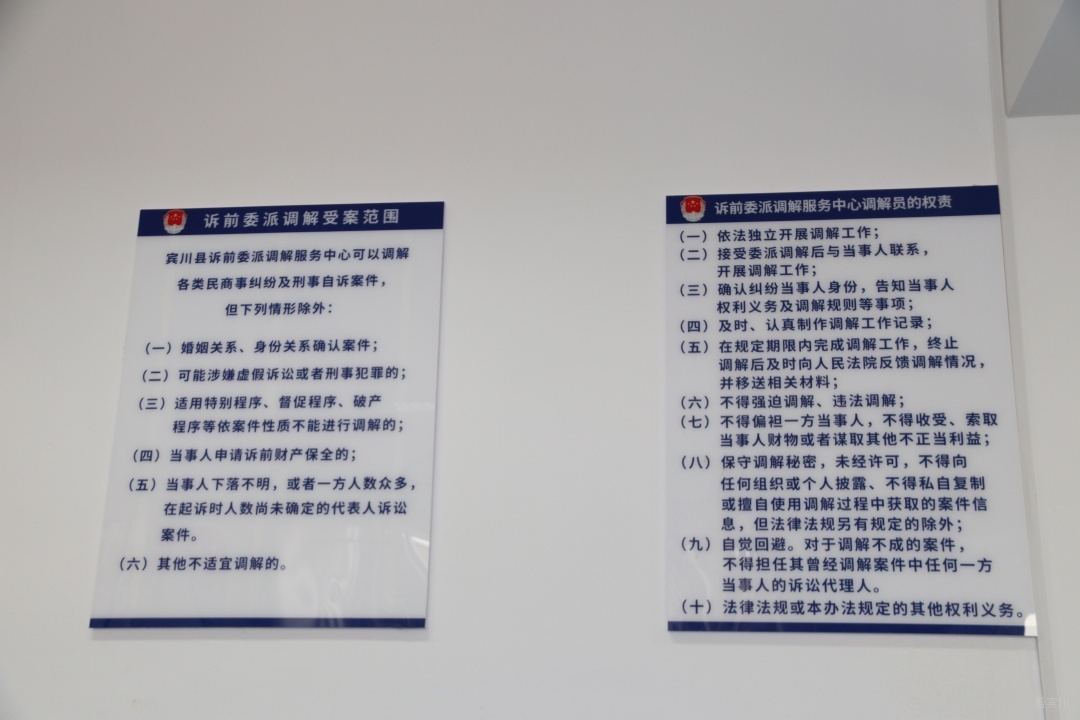 诉前委派调解受案范围
宾川县诉前委派调解服务中心可以调解
各类民商事纠纷及刑事自诉案件，
但下列情形除外：
（一）婚姻关系、身份关系确认案件；
（二）可能涉嫌虚假诉讼或者刑事犯罪的；
（三）适用特别程序、督促程序、破产
程序等依案件性质不能进行调解的；
（四）当事人申请诉前财产保全的；
（五）当事人下落不明，或者一方人数众多，
在起诉时人数尚未确定的代表人诉讼
案件。
（六）其他不适宜调解的。
诉前委派调解服务中心调解员的权责
（一）依法独立开展调解工作；
（二）接受委派调解后与当事人联系，
开展调解工作；
（三）确认纠纷当事人身份，告知当事人
权利义务及调解规则等事项；
（四）及时、认真制作调解工作记录；
（五）在规定期限内完成调解工作，终止
调解后及时向人民法院反馈调解情况，
并移送相关材料；
（六）不得强迫调解、违法调解；
（七）不得偏袒一方当事人，不得收受、索取
当事人财物或者谋取其他不正当利益；
（八）保守调解秘密，未经许可，不得向
任何组织或个人披露、不得私自复制
或擅自使用调解过程中获取的案件信
息，但法律法规另有规定的除外；
（九）自觉回避。对于调解不成的案件，
不得担任其曾经调解案件中任何一方
当事人的诉讼代理人。
（十）法律法规或本办法规定的其他权利义务。